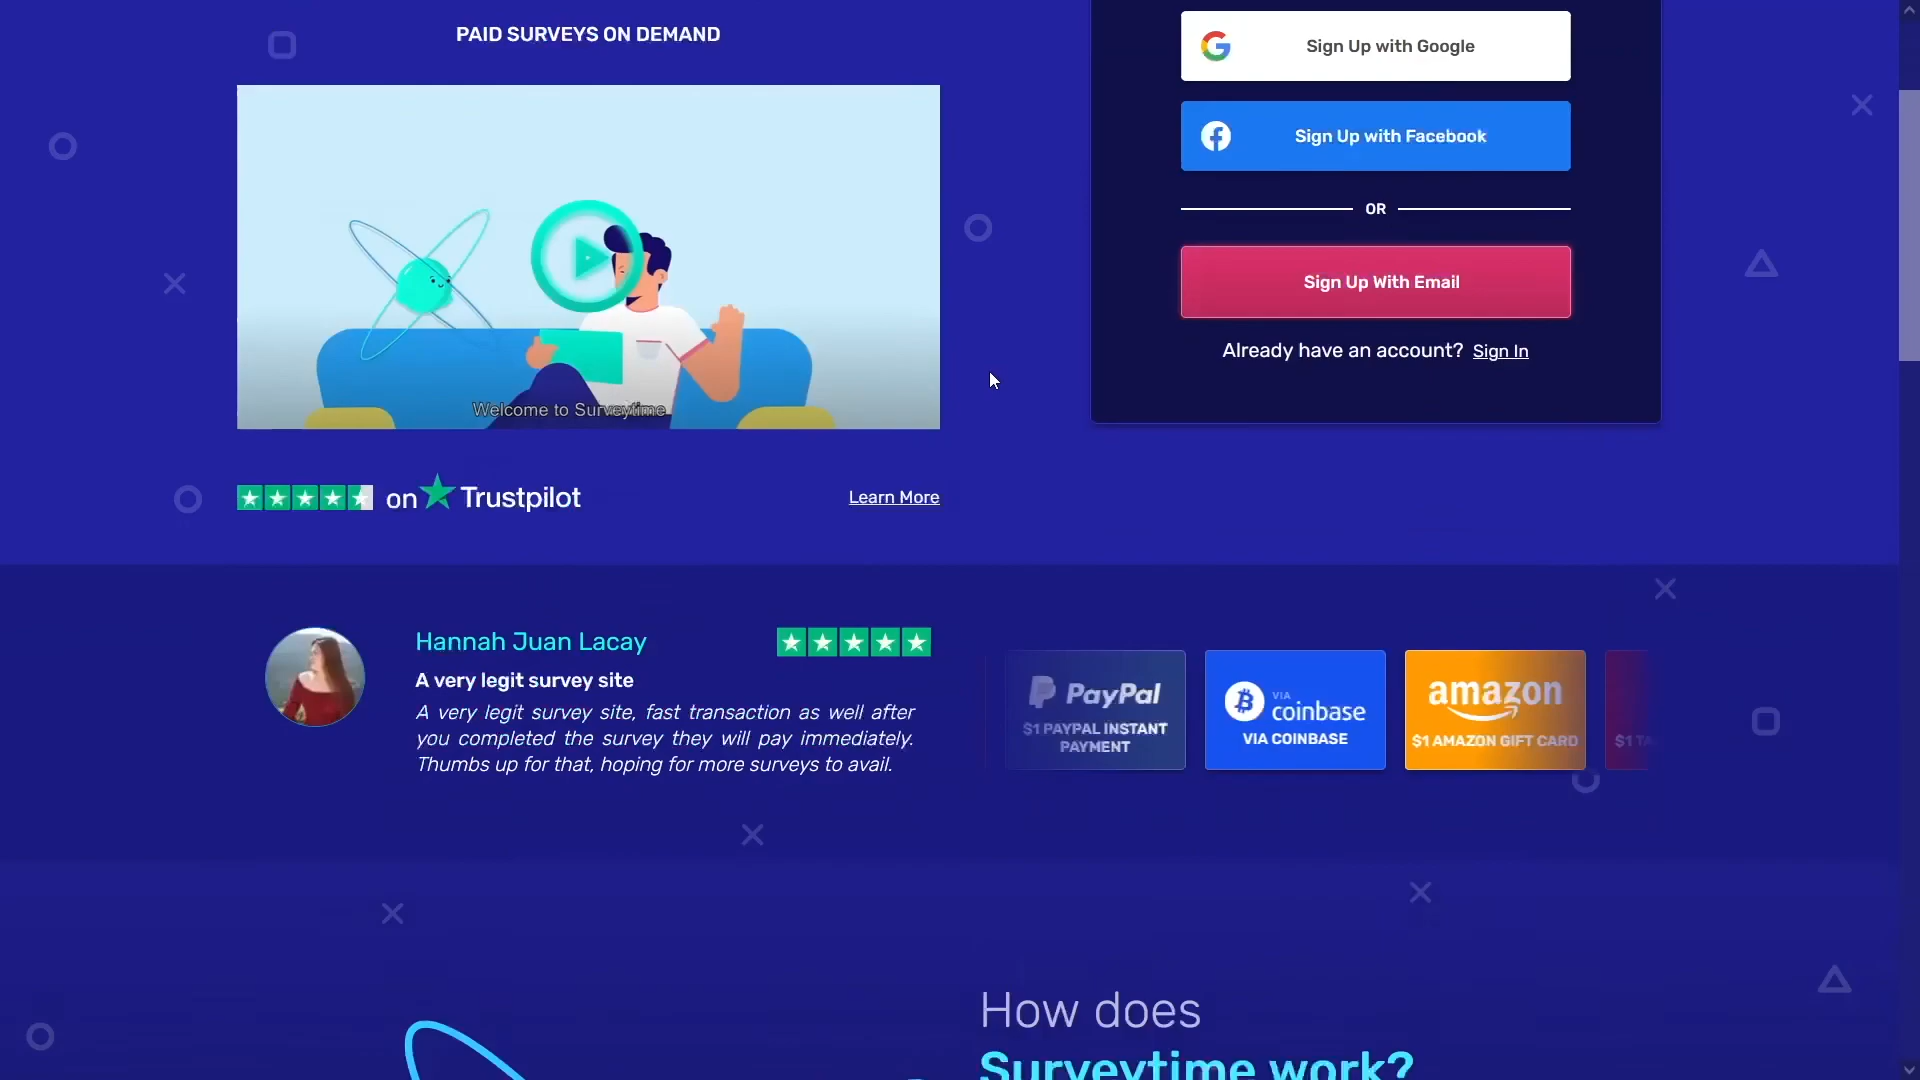 PAID SURVEYS ON DEMAND
Sign Up with Google
Sign Up with Facebook
OR
Sign Up With Email
Already have an account? Sign In
Welcome to Surveytime
on Trustpilot
Learn More
Hannah Juan Lacay
A very legit survey site
A very legit survey site, fast transaction as well after
you completed the survey they will pay immediately.
Thumbs up for that, hoping for more surveys to avail.
PayPal
$1 PAYPAL INSTANT
PAYMENT
VIA
coinbase
VIA COINBASE
amazon
$1 AMAZON GIFT CARD
$1
How does
Surveytime work?